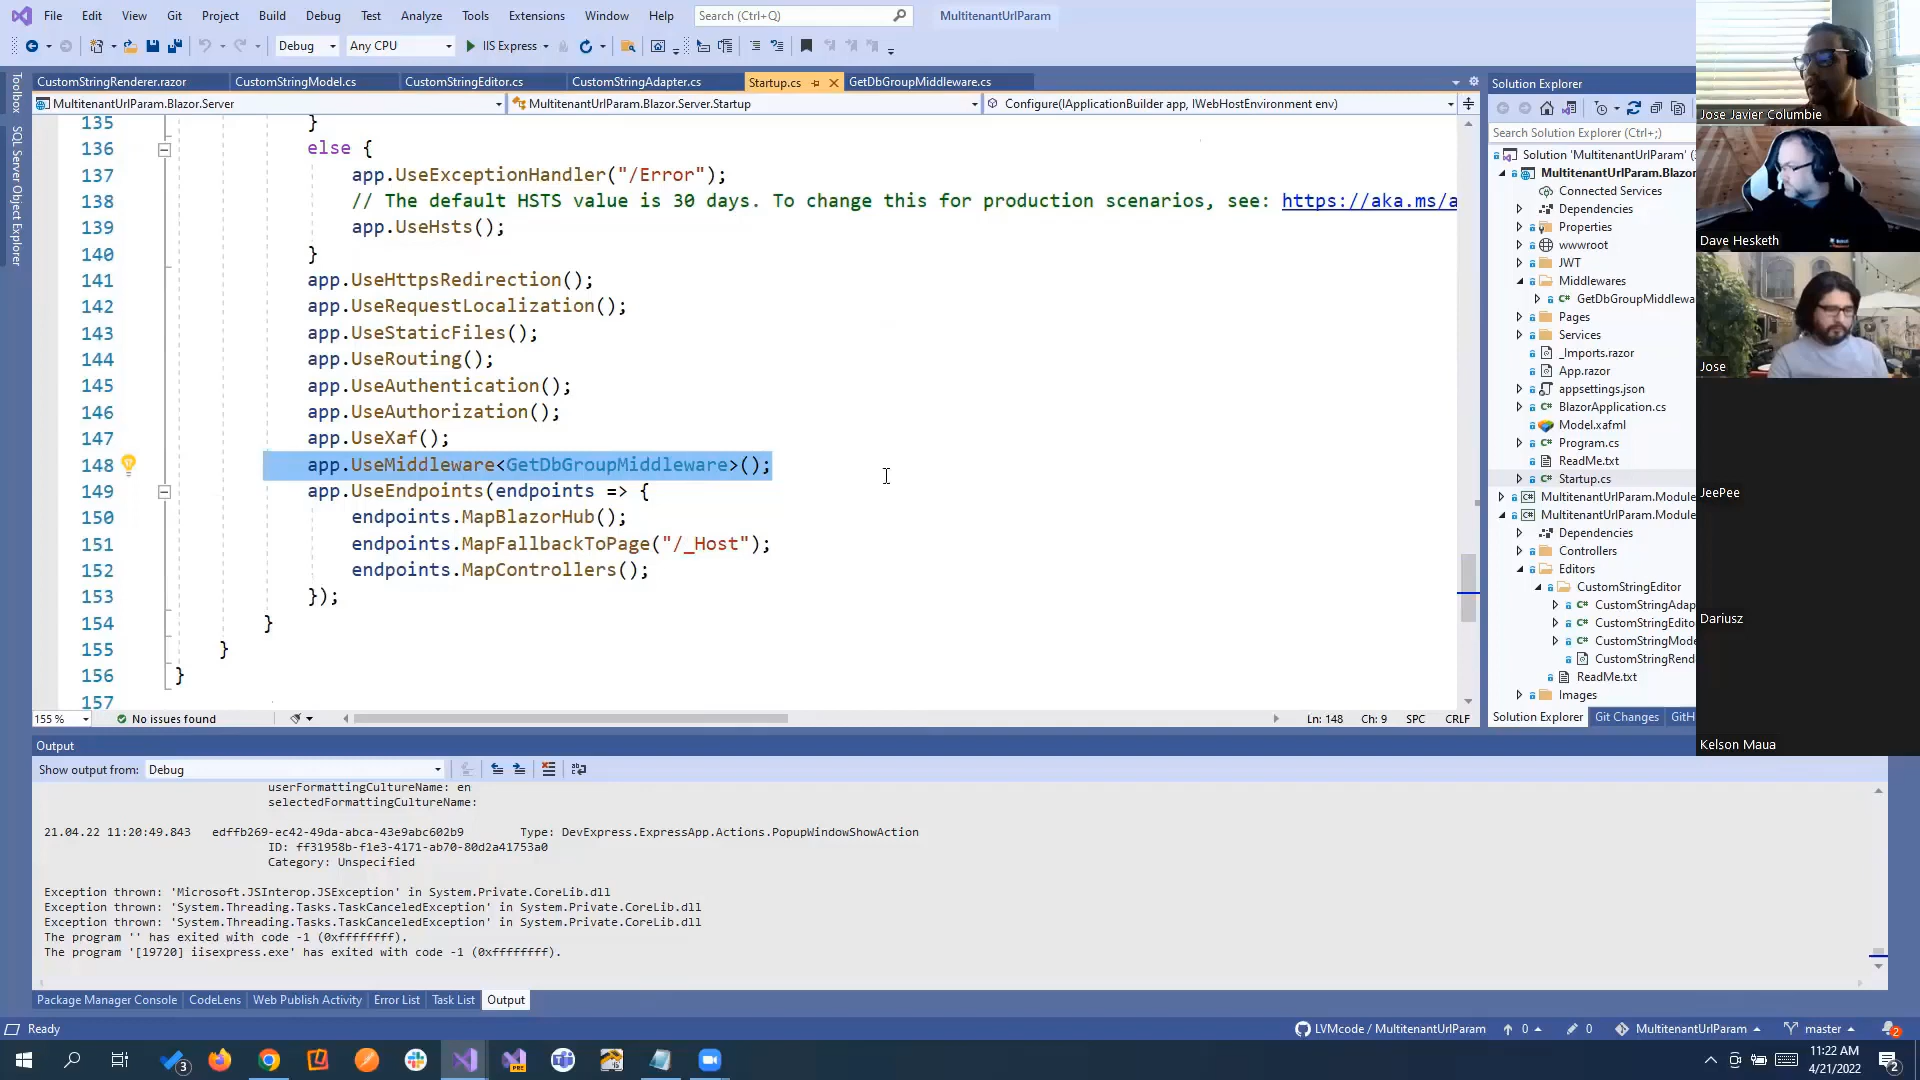 File Edit View Git Project Build Debug Test Analyze Tools Extensions Window Help Search (Ctrl+Q) MultitenantUrlParam
Debug Any CPU IIS Express
CustomStringRenderer.razor CustomStringModel.cs CustomStringEditor.cs CustomStringAdapter.cs Startup.cs GetDbGroupMiddleware.cs
MultitenantUrlParam.Blazor.Server MultitenantUrlParam.Blazor.Server.Startup Configure(IApplicationBuilder app, IWebHostEnvironment env)
Toolbox
SQL Server Object Explorer
135 }
136 else {
137 app.UseExceptionHandler("/Error");
138 // The default HSTS value is 30 days. To change this for production scenarios, see: https://aka.ms/a
139 app.UseHsts();
140 }
141 app.UseHttpsRedirection();
142 app.UseRequestLocalization();
143 app.UseStaticFiles();
144 app.UseRouting();
145 app.UseAuthentication();
146 app.UseAuthorization();
147 app.UseXaf();
148 app.UseMiddleware<GetDbGroupMiddleware>();
149 app.UseEndpoints(endpoints => {
150 endpoints.MapBlazorHub();
151 endpoints.MapFallbackToPage("/_Host");
152 endpoints.MapControllers();
153 });
154 }
155 }
156 }
157
155 % No issues found Ln: 148 Ch: 9 SPC CRLF
Solution Explorer
Search Solution Explorer (Ctrl+;)
Solution 'MultitenantUrlParam' (
MultitenantUrlParam.Blazor
Connected Services
Dependencies
Properties
wwwroot
JWT
Middlewares
GetDbGroupMiddlewa
Pages
Services
_Imports.razor
App.razor
appsettings.json
BlazorApplication.cs
Model.xafml
Program.cs
ReadMe.txt
Startup.cs
MultitenantUrlParam.Module
MultitenantUrlParam.Module
Dependencies
Controllers
Editors
CustomStringEditor
CustomStringAdap
CustomStringEdito
CustomStringMode
CustomStringRend
ReadMe.txt
Images
Solution Explorer Git Changes GitH
Jose Javier Columbie
Dave Hesketh
Jose
JeePee
Dariusz
Kelson Maua
Output
Show output from: Debug
userFormattingCultureName: en
selectedFormattingCultureName:
21.04.22 11:20:49.843 edffb269-ec42-49da-abca-43e9abc602b9 Type: DevExpress.ExpressApp.Actions.PopupWindowShowAction
ID: ff31958b-f1e3-4171-ab70-80d2a41753a0
Category: Unspecified
Exception thrown: 'Microsoft.JSInterop.JSException' in System.Private.CoreLib.dll
Exception thrown: 'System.Threading.Tasks.TaskCanceledException' in System.Private.CoreLib.dll
Exception thrown: 'System.Threading.Tasks.TaskCanceledException' in System.Private.CoreLib.dll
The program '' has exited with code -1 (0xffffffff).
The program '[19720] iisexpress.exe' has exited with code -1 (0xffffffff).
Package Manager Console CodeLens Web Publish Activity Error List Task List Output
Ready LVMcode / MultitenantUrlParam 0 0 MultitenantUrlParam master 2
3 PRE 11:22 AM
4/21/2022 2